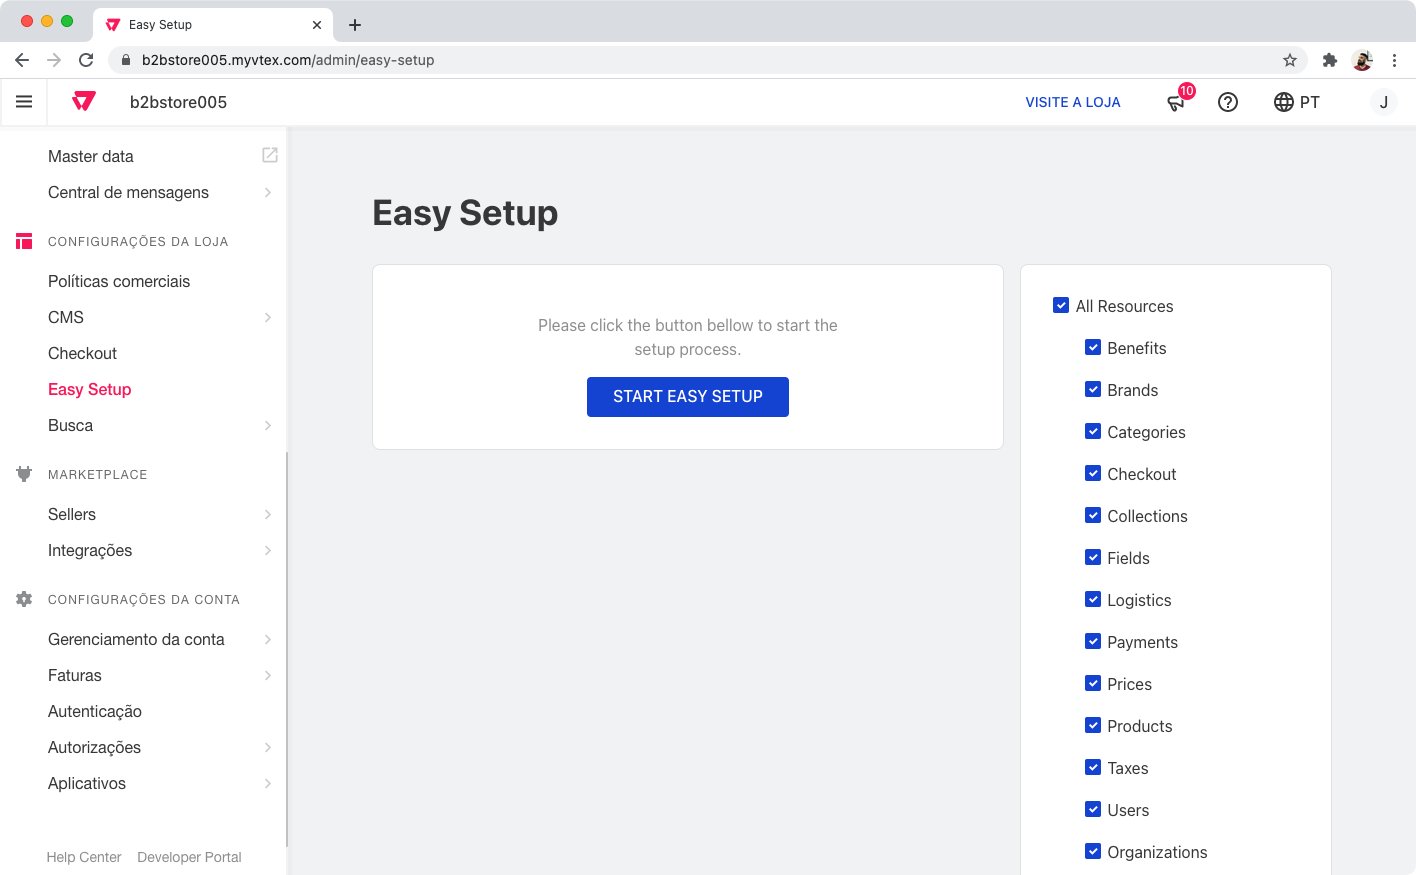 Easy Setup
b2bstore005.myvtex.com/admin/easy-setup
b2bstore005
VISITE A LOJA
10
PT
J
Master data
Central de mensagens
CONFIGURAÇÕES DA LOJA
Políticas comerciais
CMS
Checkout
Easy Setup
Busca
MARKETPLACE
Sellers
Integrações
CONFIGURAÇÕES DA CONTA
Gerenciamento da conta
Faturas
Autenticação
Autorizações
Aplicativos
Help Center Developer Portal
Easy Setup
Please click the button bellow to start the
setup process.
START EASY SETUP
All Resources
Benefits
Brands
Categories
Checkout
Collections
Fields
Logistics
Payments
Prices
Products
Taxes
Users
Organizations